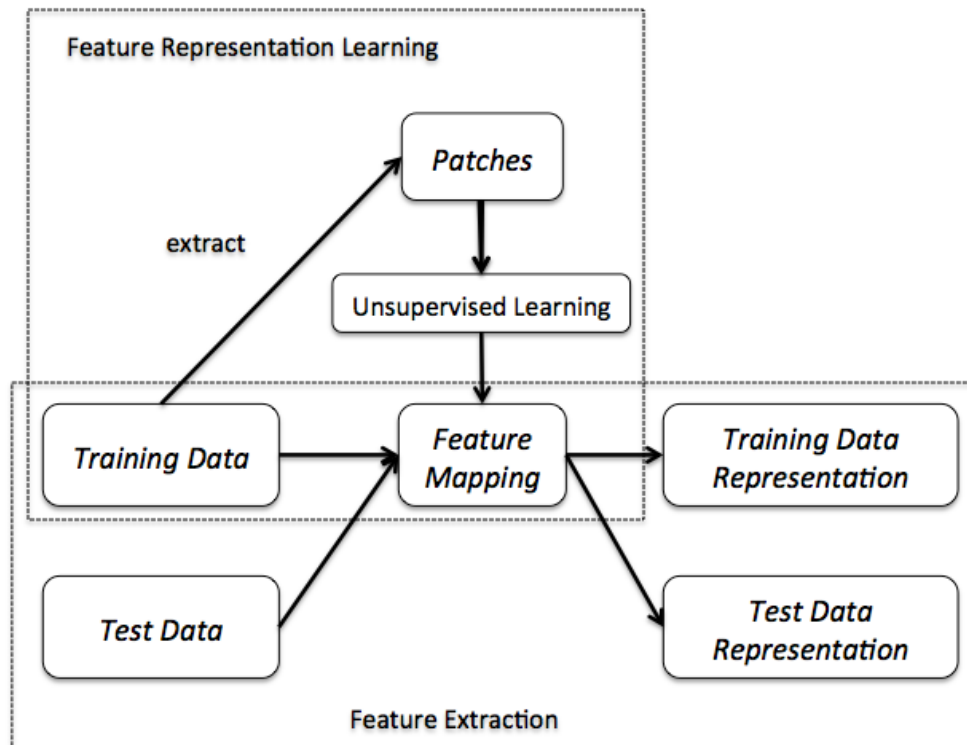 Feature Representation Learning
Patches
extract
Unsupervised Learning
Training Data
Feature
Mapping
Training Data
Representation
Test Data
Test Data
Representation
Feature Extraction